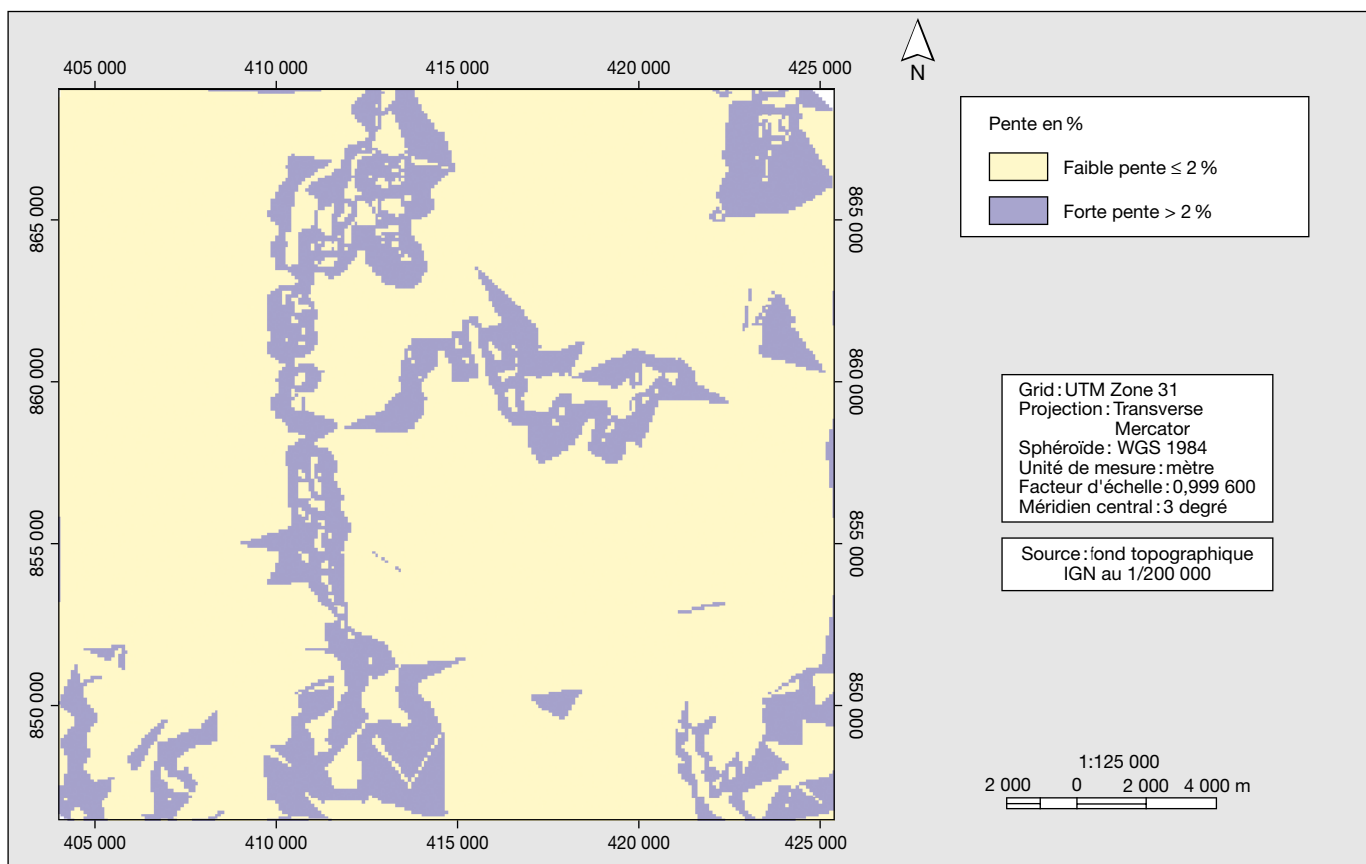 405 000 410 000 415 000 420 000 425 000
N
865 000 865 000
860 000 860 000
855 000 855 000
850 000 850 000
405 000 410 000 415 000 420 000 425 000
Pente en %
Faible pente ≤ 2 %
Forte pente > 2 %
Grid : UTM Zone 31
Projection : Transverse
Mercator
Sphéroïde : WGS 1984
Unité de mesure : mètre
Facteur d'échelle : 0,999 600
Méridien central : 3 degré
Source : fond topographique
IGN au 1/200 000
1:125 000
2 000 0 2 000 4 000 m